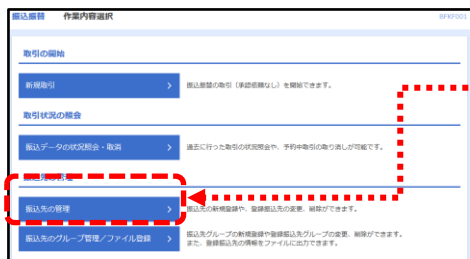 振込振替 作業内容選択 BFKF001
取引の開始
新規取引 振込振替の取引（承認依頼なし）を開始できます。
取引状況の照会
振込データの状況照会・取消 過去に行った取引の状況照会や、予約中取引の取り消しが可能です。
振込先の管理
振込先の管理 振込先の新規登録や、登録振込先の変更、削除ができます。
振込先のグループ管理／ファイル登録 振込先グループの新規登録や登録振込先グループの変更、削除ができます。
また、登録振込先の情報をファイルに出力できます。